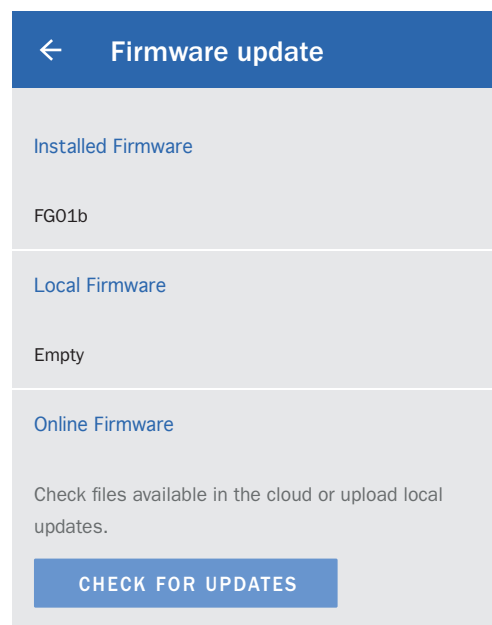 Firmware update
Installed Firmware
FG01b
Local Firmware
Empty
Online Firmware
Check files available in the cloud or upload local
updates.
CHECK FOR UPDATES